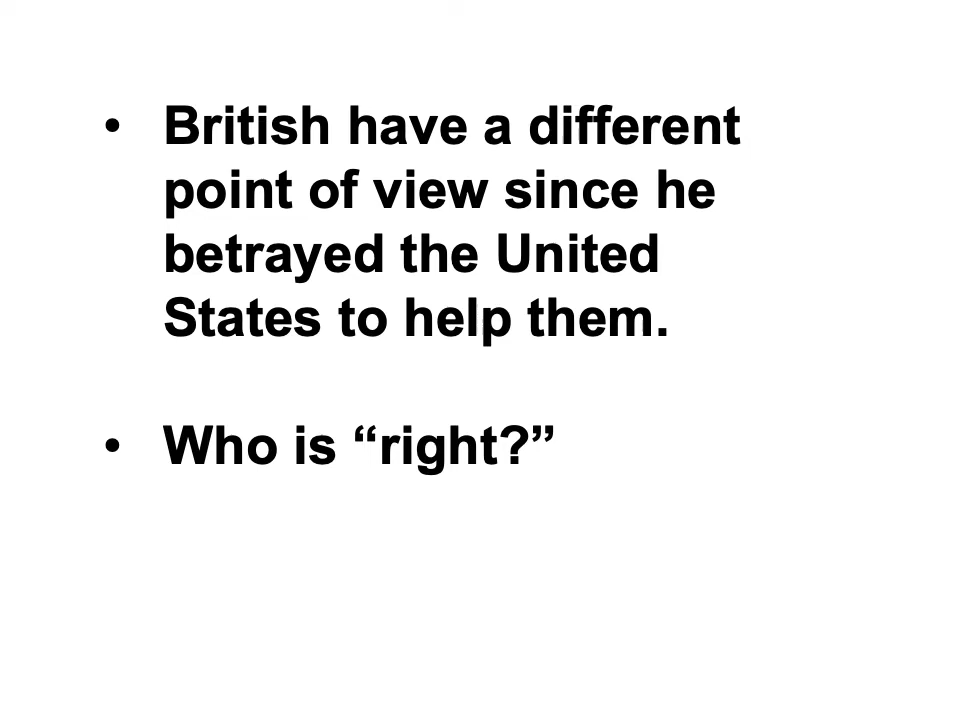 • British have a different
point of view since he
betrayed the United
States to help them.
• Who is “right?”